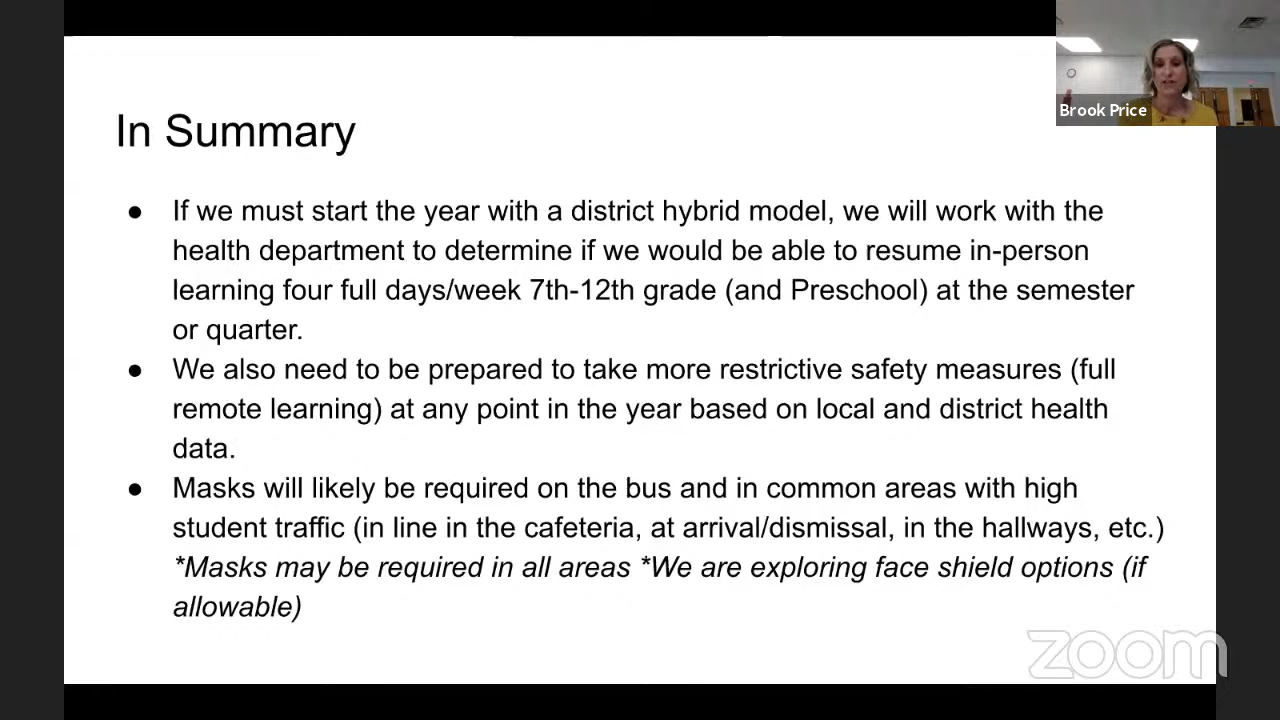 Brook Price
In Summary
● If we must start the year with a district hybrid model, we will work with the
health department to determine if we would be able to resume in-person
learning four full days/week 7th-12th grade (and Preschool) at the semester
or quarter.
● We also need to be prepared to take more restrictive safety measures (full
remote learning) at any point in the year based on local and district health
data.
● Masks will likely be required on the bus and in common areas with high
student traffic (in line in the cafeteria, at arrival/dismissal, in the hallways, etc.)
*Masks may be required in all areas *We are exploring face shield options (if
allowable)
zoom